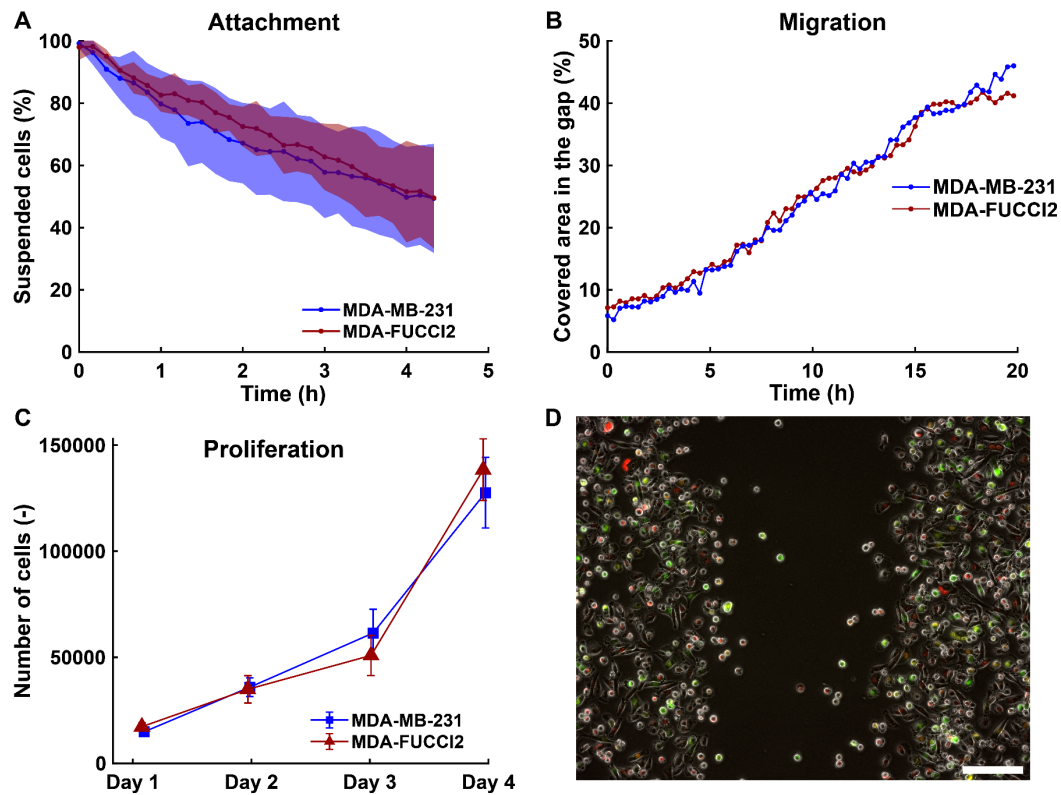 A
Attachment
Suspended cells (%)
100
80
60
40
20
0
0
1
2
3
4
5
Time (h)
MDA-MB-231
MDA-FUCCI2
B
Migration
Covered area in the gap (%)
50
40
30
20
10
0
0
5
10
15
20
Time (h)
MDA-MB-231
MDA-FUCCI2
C
Proliferation
Number of cells (-)
150000
100000
50000
0
Day 1
Day 2
Day 3
Day 4
MDA-MB-231
MDA-FUCCI2
D